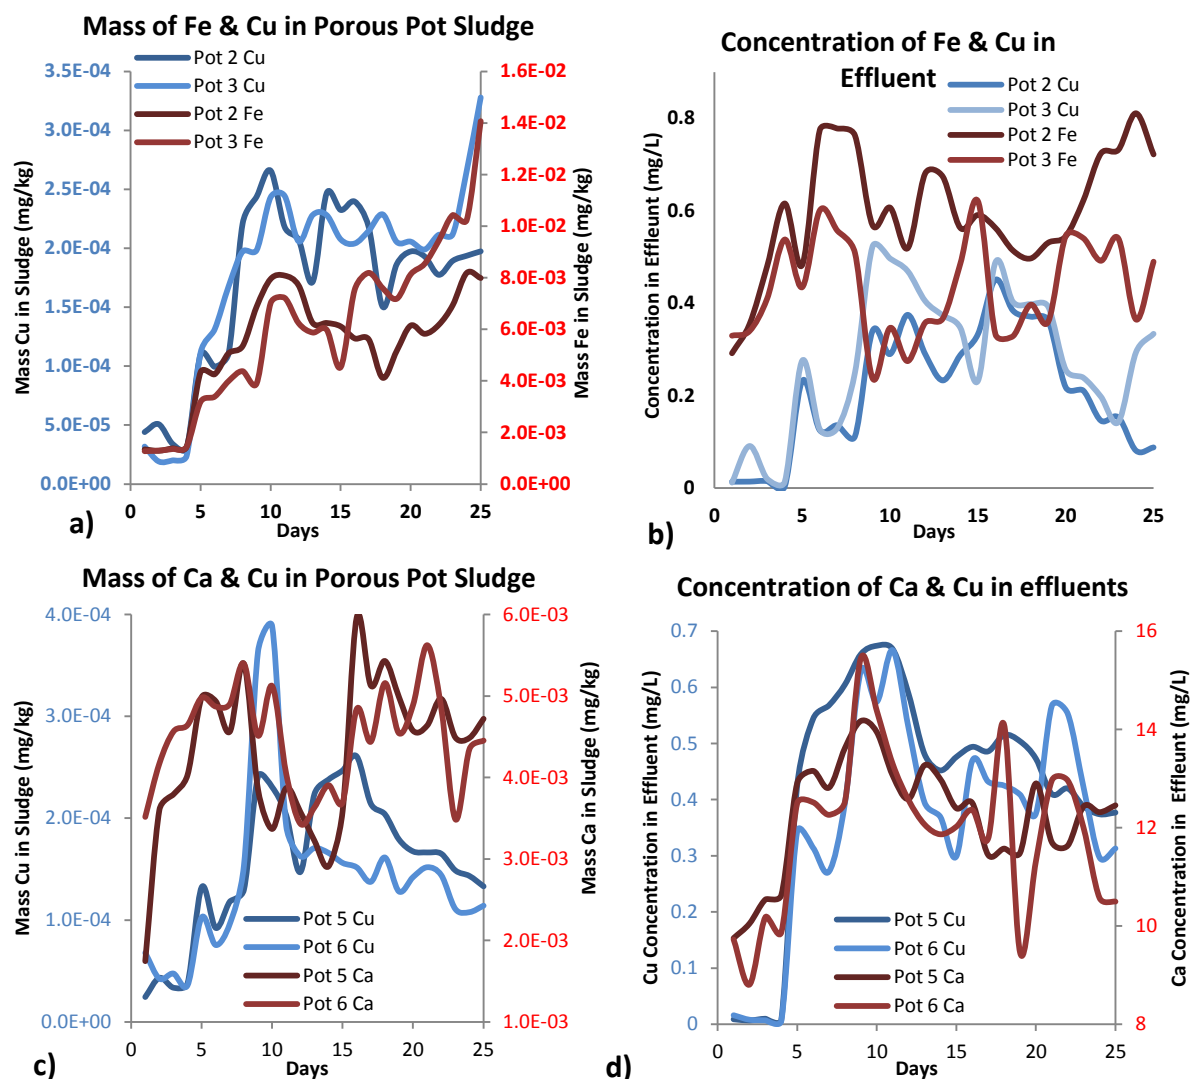 Mass of Fe & Cu in Porous Pot Sludge
Pot 2 Cu
Pot 3 Cu
Pot 2 Fe
Pot 3 Fe
3.5E-04
3.0E-04
2.5E-04
2.0E-04
1.5E-04
1.0E-04
5.0E-05
0.0E+00
Mass Cu in Sludge (mg/kg)
1.6E-02
1.4E-02
1.2E-02
1.0E-02
8.0E-03
6.0E-03
4.0E-03
2.0E-03
0.0E+00
Mass Fe in Sludge (mg/kg)
0 5 10 15 20 25
Days
a)
Concentration of Fe & Cu in
Effluent
Pot 2 Cu
Pot 3 Cu
Pot 2 Fe
Pot 3 Fe
0.8
0.6
0.4
0.2
0
Concentration in Effleunt (mg/L)
0 5 10 15 20 25
Days
b)
Mass of Ca & Cu in Porous Pot Sludge
4.0E-04
3.0E-04
2.0E-04
1.0E-04
0.0E+00
Mass Cu in Sludge (mg/kg)
6.0E-03
5.0E-03
4.0E-03
3.0E-03
2.0E-03
1.0E-03
Mass Ca in Sludge (mg/kg)
Pot 5 Cu
Pot 6 Cu
Pot 5 Ca
Pot 6 Ca
0 5 10 15 20 25
Days
c)
Concentration of Ca & Cu in effluents
0.7
0.6
0.5
0.4
0.3
0.2
0.1
0
Cu Concentration in Effluent (mg/L)
16
14
12
10
8
Ca Concentration in Effluent (mg/L)
Pot 5 Cu
Pot 6 Cu
Pot 5 Ca
Pot 6 Ca
0 5 10 15 20 25
Days
d)